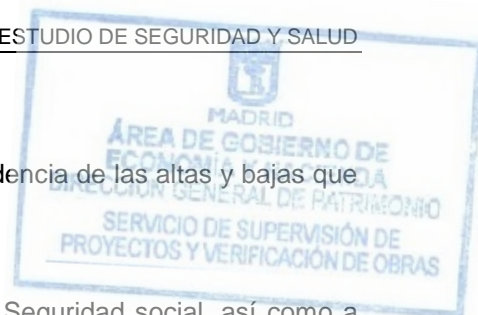 ESTUDIO DE SEGURIDAD Y SALUD
MADRID
ÁREA DE GOBIERNO DE
ECONOMÍA Y HACIENDA
dencia de las altas y bajas que
DIRECCIÓN GENERAL DE PATRIMONIO
SERVICIO DE SUPERVISIÓN DE
PROYECTOS Y VERIFICACIÓN DE OBRAS
Seguridad social, así como a